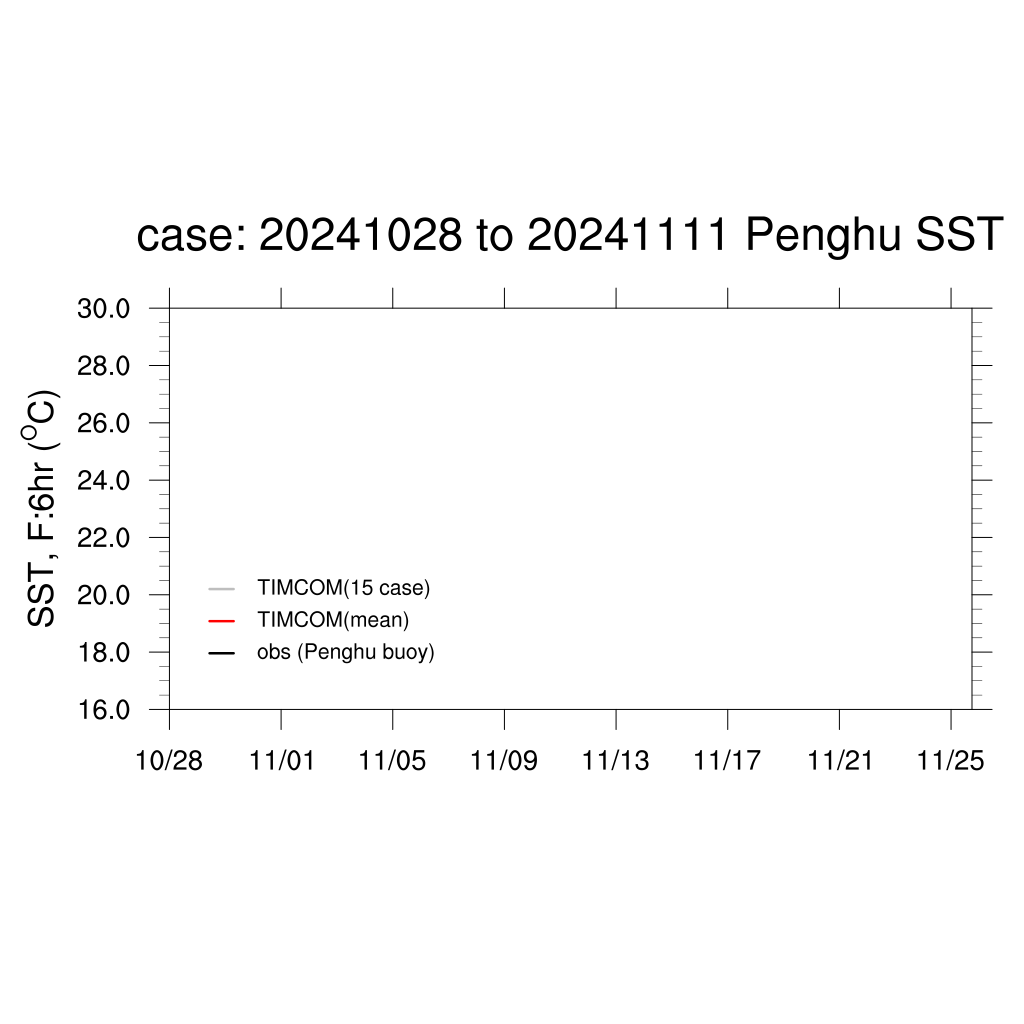 case: 20241028 to 20241111 Penghu SST
SST, F:6hr (°C)
30.0
28.0
26.0
24.0
22.0
20.0
18.0
16.0
TIMCOM(15 case)
TIMCOM(mean)
obs (Penghu buoy)
10/28 11/01 11/05 11/09 11/13 11/17 11/21 11/25